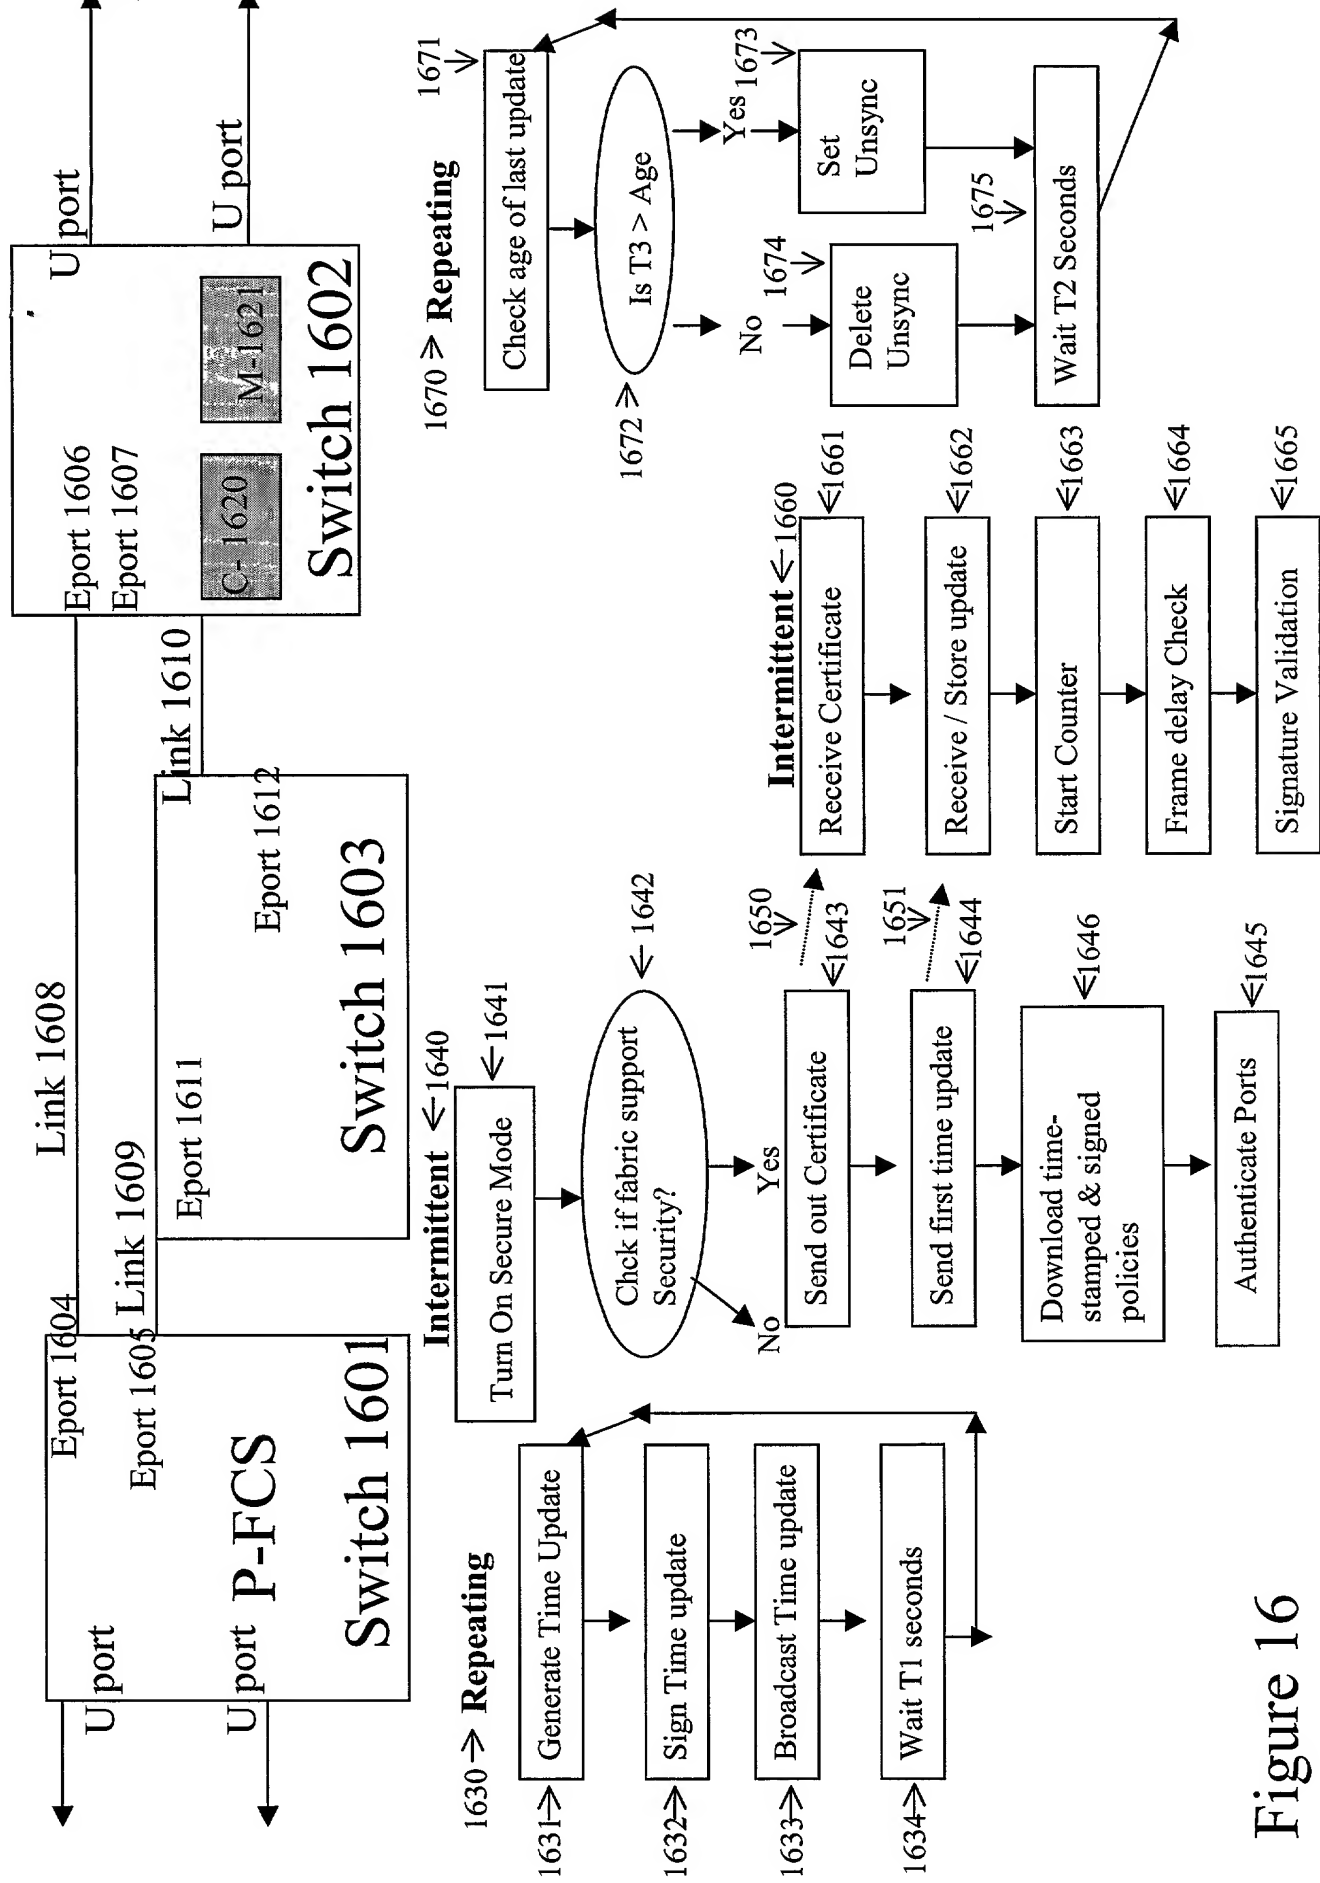 U port
U port
Eport 1604
Eport 1605
P-FCS
Switch 1601
Link 1608
Link 1609
Eport 1611
Eport 1612
Switch 1603
Link 1610
Eport 1606
Eport 1607
C- 1620
M-1621
Switch 1602
U port
U port
1630 > Repeating
1631
Generate Time Update
1632
Sign Time update
1633
Broadcast Time update
1634
Wait T1 seconds
Intermittent
1640
Turn On Secure Mode
1641
Chck if fabric support
Security?
1642
No
Yes
1650
Send out Certificate
1643
1651
Send first time update
1644
Download time-
stamped & signed
policies
1646
Authenticate Ports
1645
Intermittent
1660
Receive Certificate
1661
Receive / Store update
1662
Start Counter
1663
Frame delay Check
1664
Signature Validation
1665
1670 > Repeating
1671
Check age of last update
1672 >
Is T3 > Age
No
Yes
1674
1673
Delete
Unsync
Set
Unsync
1675
Wait T2 Seconds
Figure 16